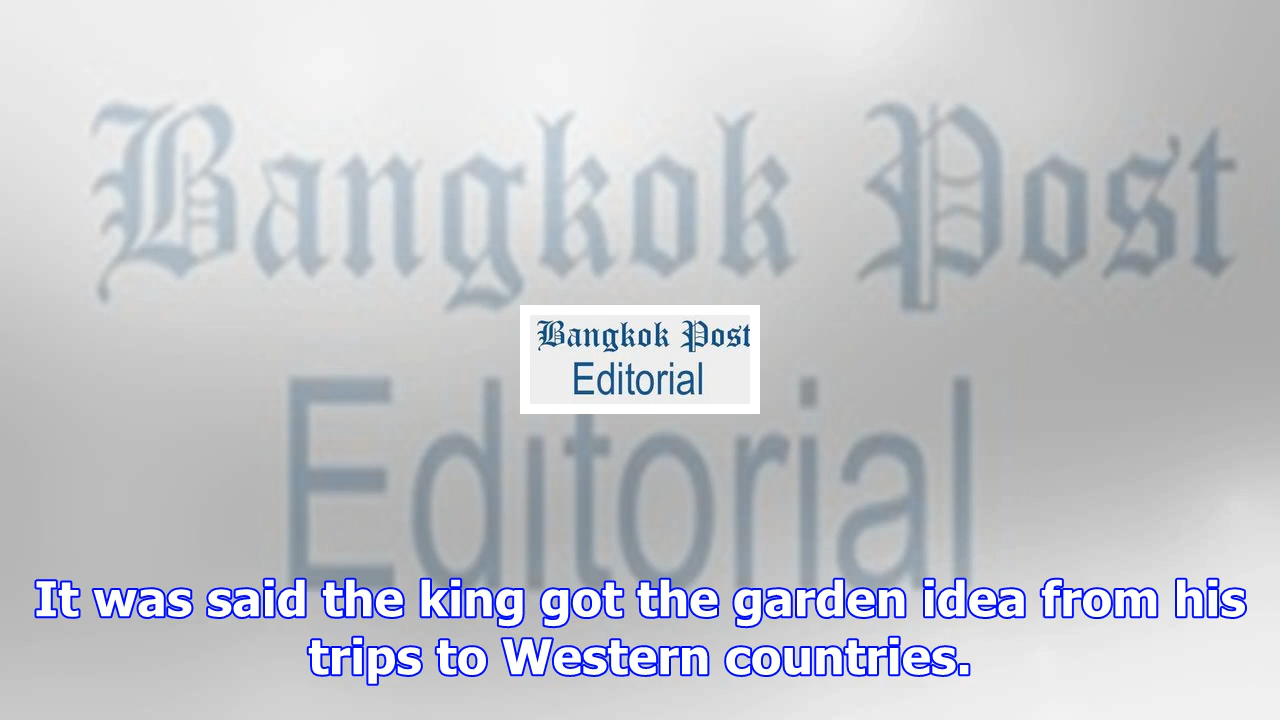 Bangkok Post
Editorial
Bangkok Post
Editorial
It was said the king got the garden idea from his
trips to Western countries.